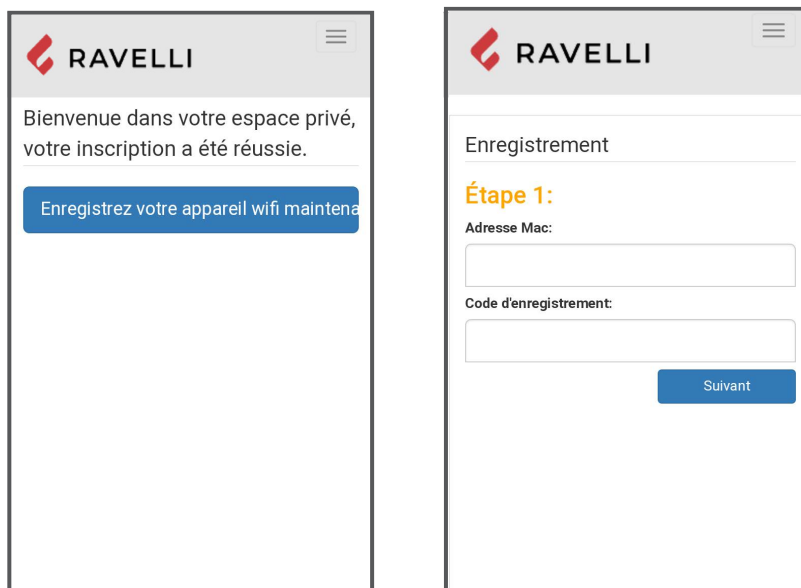 RAVELLI
Bienvenue dans votre espace privé,
votre inscription a été réussie.
Enregistrez votre appareil wifi maintena
RAVELLI
Enregistrement
Étape 1:
Adresse Mac:
Code d'enregistrement:
Suivant